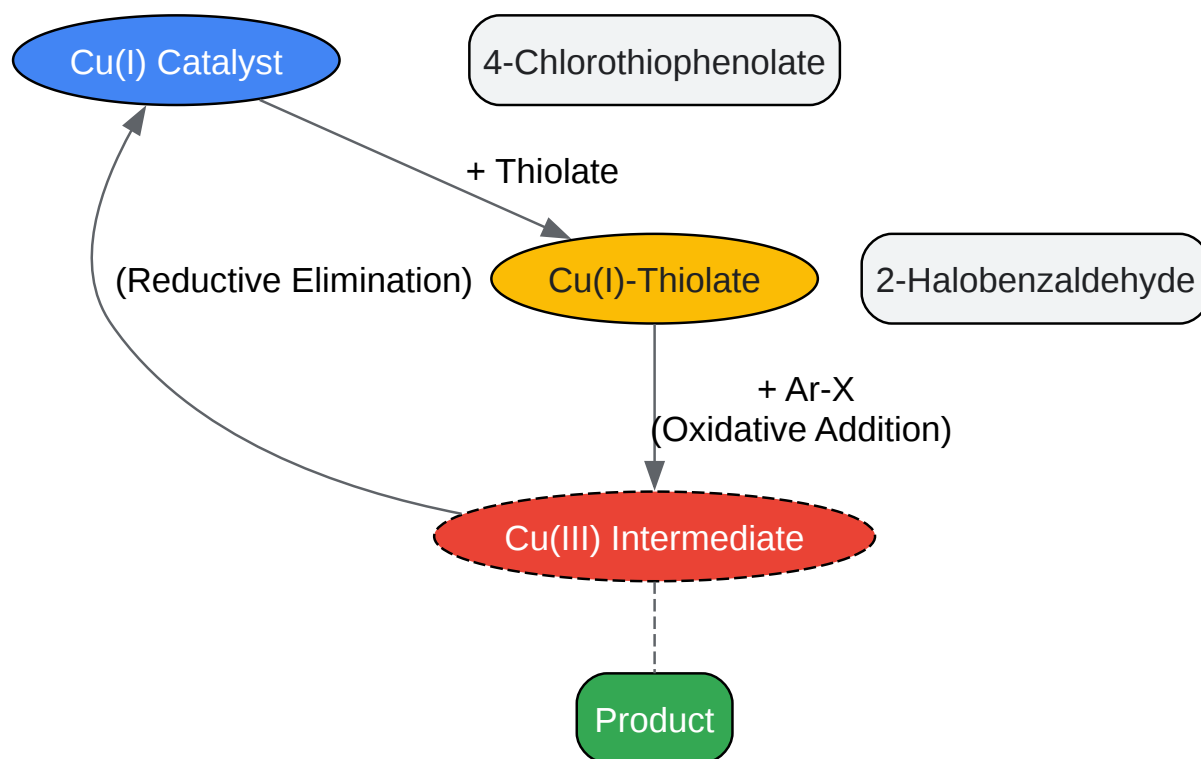 Cu(I) Catalyst
4-Chlorothiophenolate
+ Thiolate
(Reductive Elimination)
Cu(I)-Thiolate
2-Halobenzaldehyde
+ Ar-X
(Oxidative Addition)
Cu(III) Intermediate
Product